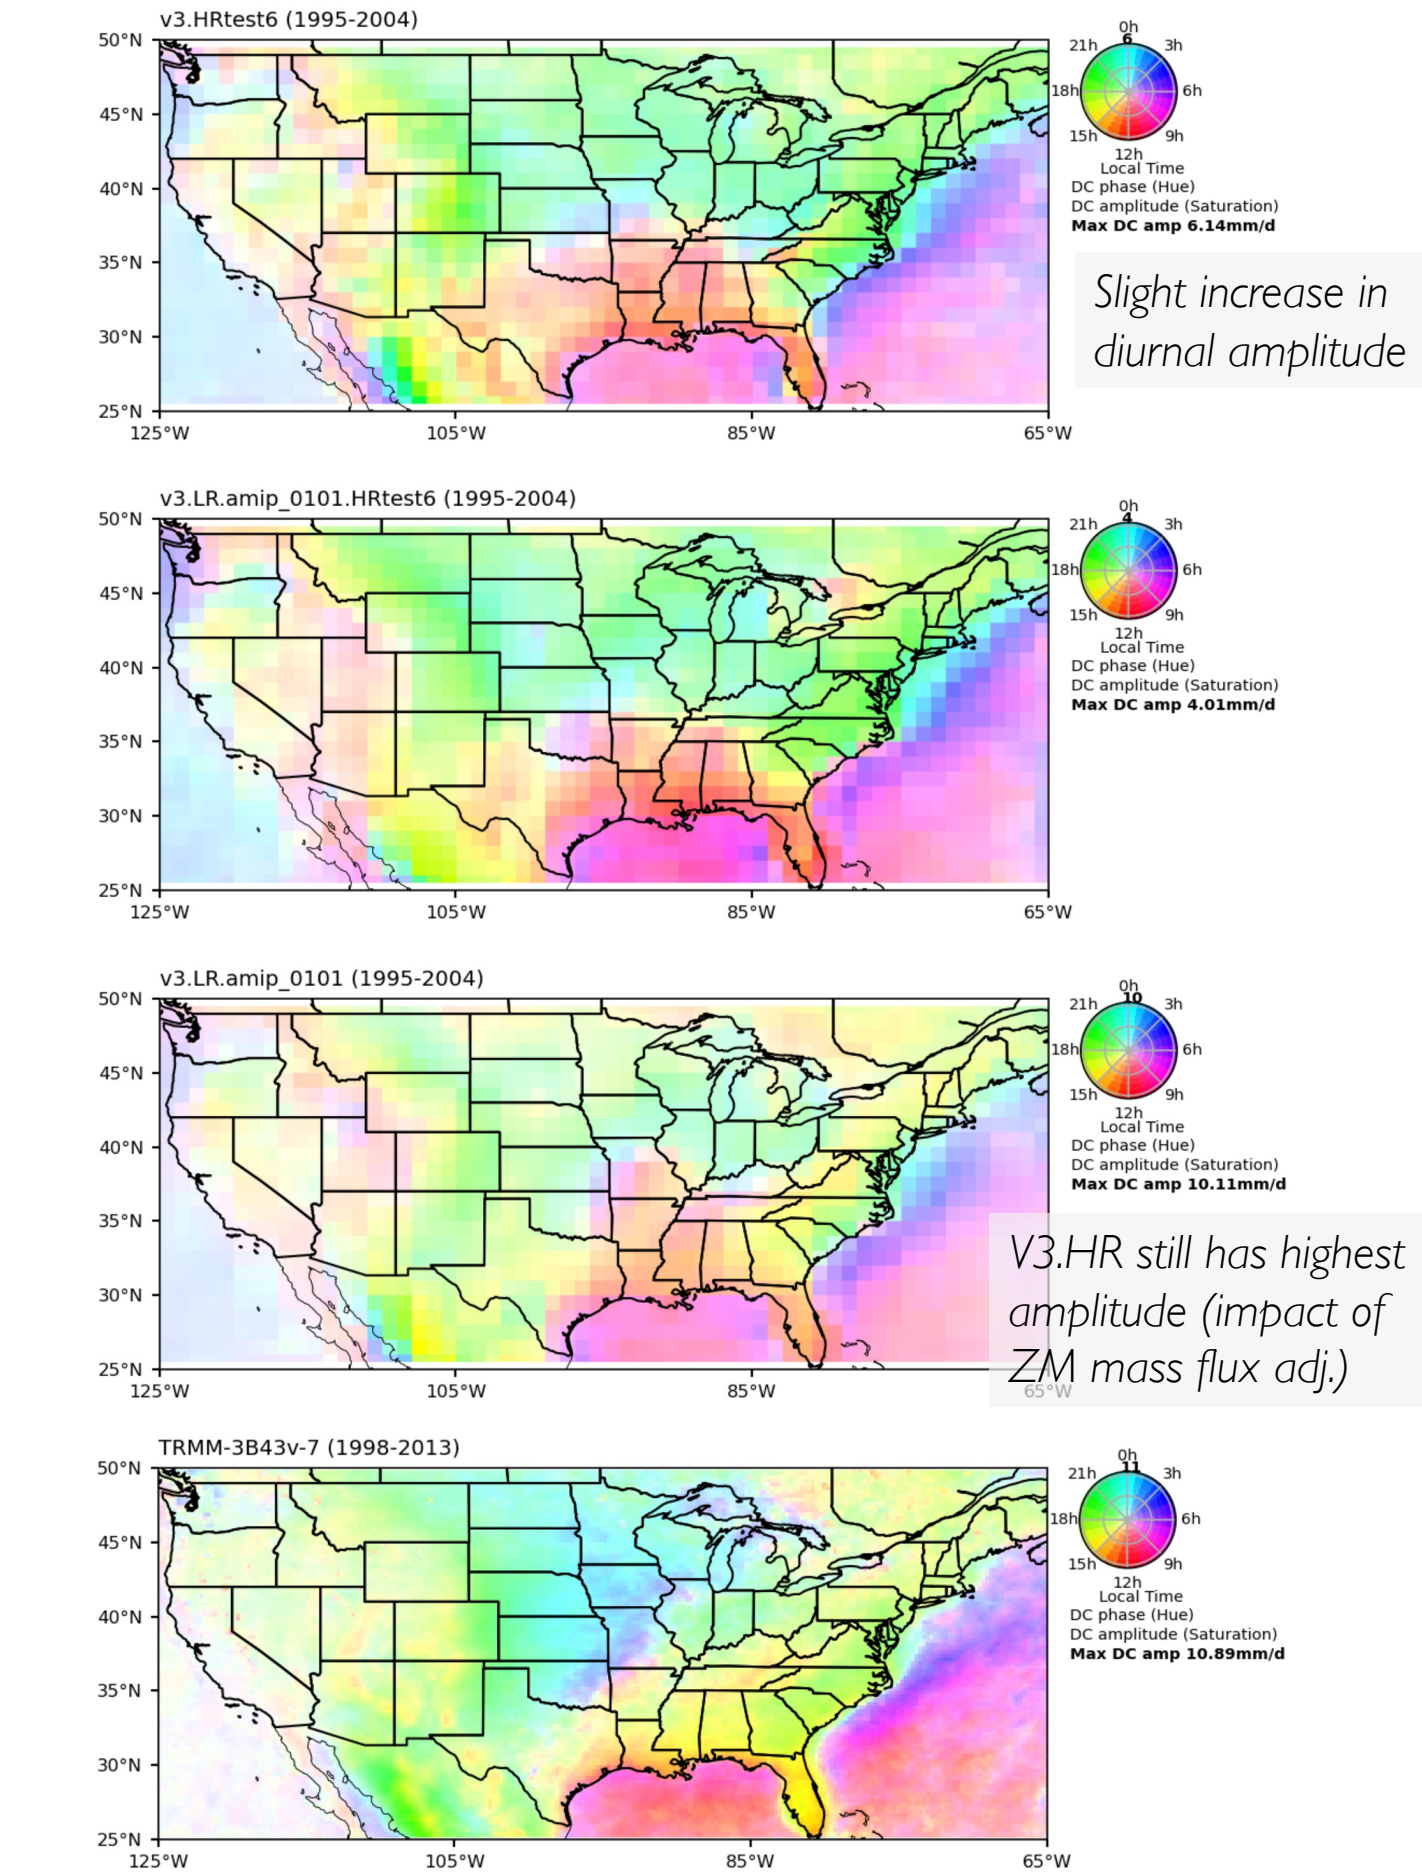 v3.HRtest6 (1995-2004)
50°N
45°N
40°N
35°N
30°N
25°N
125°W
105°W
85°W
65°W
0h
6
21h
3h
18h
6h
15h
9h
12h
Local Time
DC phase (Hue)
DC amplitude (Saturation)
Max DC amp 6.14mm/d
Slight increase in
diurnal amplitude
v3.LR.amip_0101.HRtest6 (1995-2004)
50°N
45°N
40°N
35°N
30°N
25°N
125°W
105°W
85°W
65°W
0h
4
21h
3h
18h
6h
15h
9h
12h
Local Time
DC phase (Hue)
DC amplitude (Saturation)
Max DC amp 4.01mm/d
v3.LR.amip_0101 (1995-2004)
50°N
45°N
40°N
35°N
30°N
25°N
125°W
105°W
85°W
65°W
0h
10
21h
3h
18h
6h
15h
9h
12h
Local Time
DC phase (Hue)
DC amplitude (Saturation)
Max DC amp 10.11mm/d
V3.HR still has highest
amplitude (impact of
ZM mass flux adj.)
TRMM-3B43v-7 (1998-2013)
50°N
45°N
40°N
35°N
30°N
25°N
125°W
105°W
85°W
65°W
0h
11
21h
3h
18h
6h
15h
9h
12h
Local Time
DC phase (Hue)
DC amplitude (Saturation)
Max DC amp 10.89mm/d